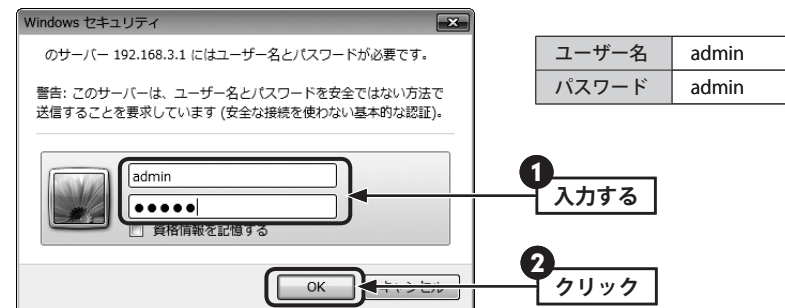 Windows セキュリティ
のサーバー 192.168.3.1 にはユーザー名とパスワードが必要です。
警告: このサーバーは、ユーザー名とパスワードを安全ではない方法で
送信することを要求しています (安全な接続を使わない基本的な認証)。
admin
●●●●●
資格情報を記憶する
OK
キャンセル
ユーザー名 admin
パスワード admin
1
入力する
2
クリック